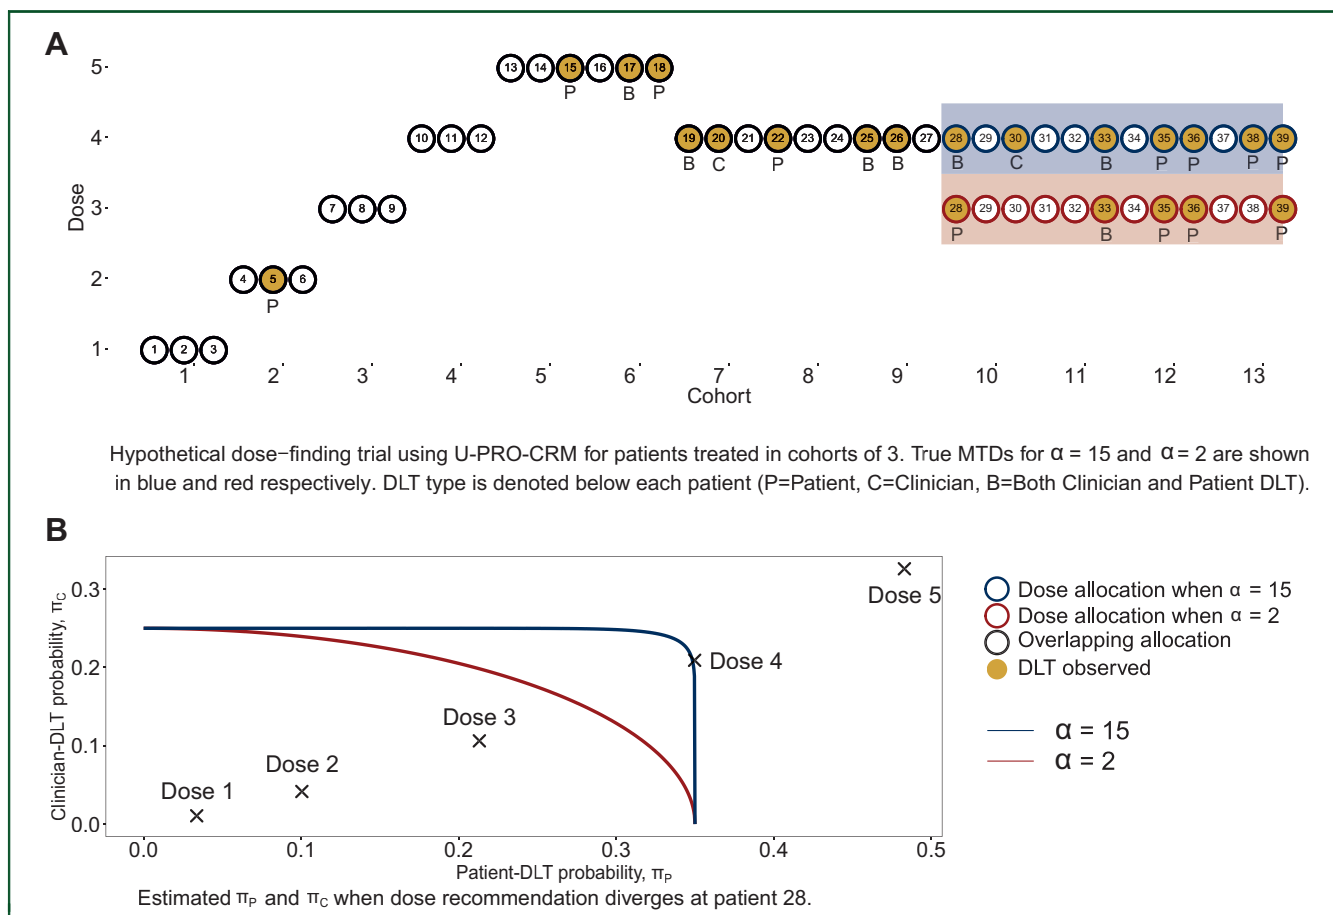 A
5
13 14 15 16 17 18
P B P
Dose
4
10 11 12 19 20 21 22 23 24 25 26 27 28 29 30 31 32 33 34 35 36 37 38 39
B C P B B B C B P P P P
3
7 8 9 28 29 30 31 32 33 34 35 36 37 38 39
P B P P P
2
4 5 6
P
1
1 2 3
1 2 3 4 5 6 7 8 9 10 11 12 13
Cohort
Hypothetical dose−finding trial using U-PRO-CRM for patients treated in cohorts of 3. True MTDs for α = 15 and α = 2 are shown
in blue and red respectively. DLT type is denoted below each patient (P=Patient, C=Clinician, B=Both Clinician and Patient DLT).
B
Clinician-DLT probability, πC
0.3
0.2
0.1
0.0
Dose 5
Dose 4
Dose 3
Dose 2
Dose 1
0.0 0.1 0.2 0.3 0.4 0.5
Patient-DLT probability, πP
Dose allocation when α = 15
Dose allocation when α = 2
Overlapping allocation
DLT observed
α = 15
α = 2
Estimated πP and πC when dose recommendation diverges at patient 28.